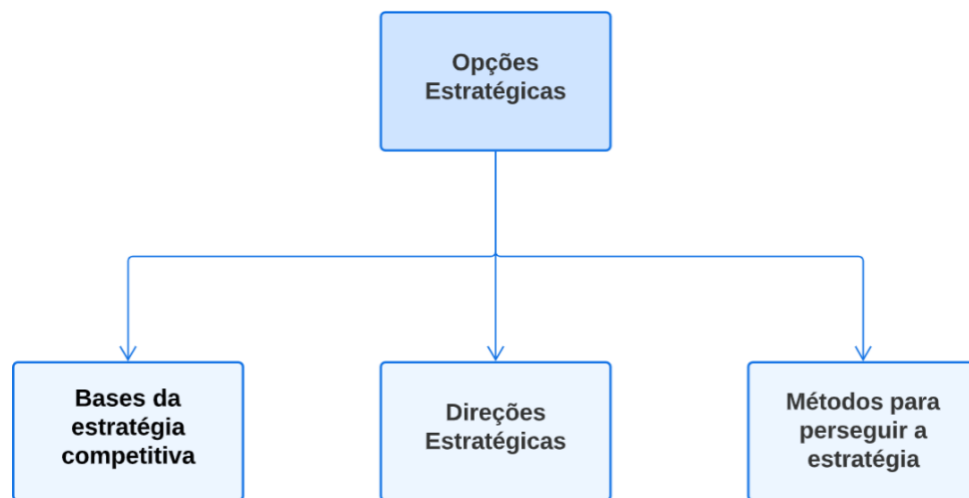 Opções
Estratégicas
Bases da
estratégia
competitiva
Direções
Estratégicas
Métodos para
perseguir a
estratégia